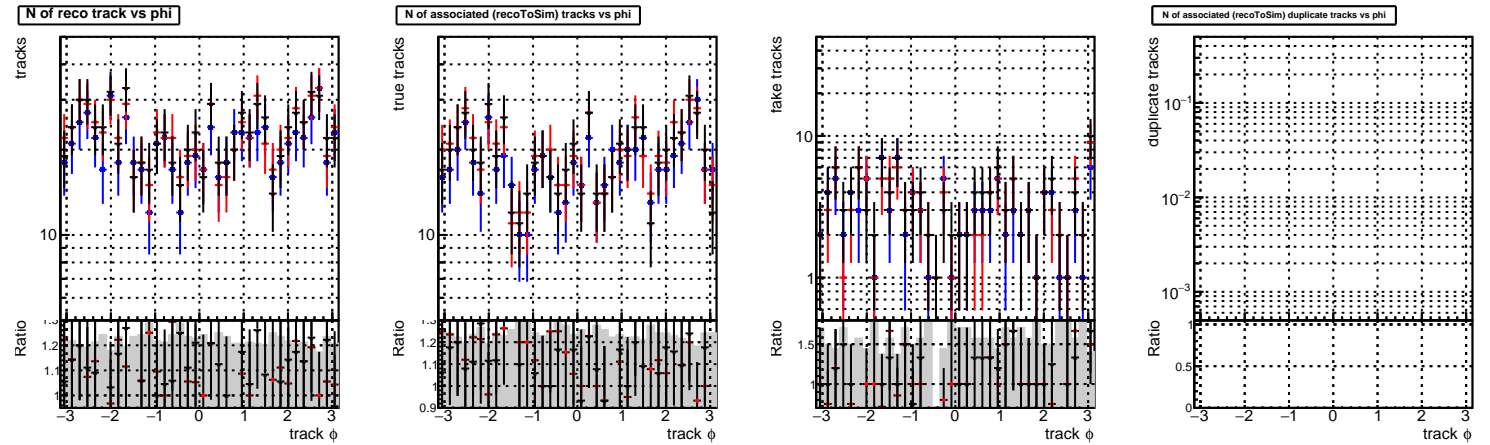 N of reco track vs phi
tracks
10
Ratio
1.3
1.2
1.1
1
−3 −2 −1 0 1 2 3
track ϕ
N of associated (recoToSim) tracks vs phi
true tracks
10
Ratio
1.3
1.2
1.1
1
0.9
−3 −2 −1 0 1 2 3
track ϕ
fake tracks
10
1
Ratio
1.5
1
−3 −2 −1 0 1 2 3
track ϕ
N of associated (recoToSim) duplicate tracks vs phi
duplicate tracks
10−1
10−2
10−3
Ratio
1
0.5
0
−3 −2 −1 0 1 2 3
track ϕ